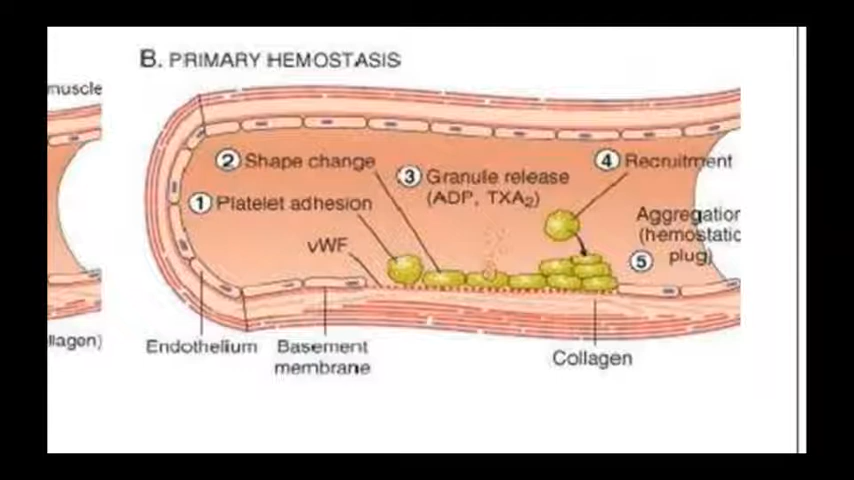 B. PRIMARY HEMOSTASIS
muscle
2 Shape change
3 Granule release
(ADP, TXA2)
4 Recruitment
1 Platelet adhesion
vWF
Aggregation
(hemostatic
5 plug)
llagen)
Endothelium
Basement
membrane
Collagen